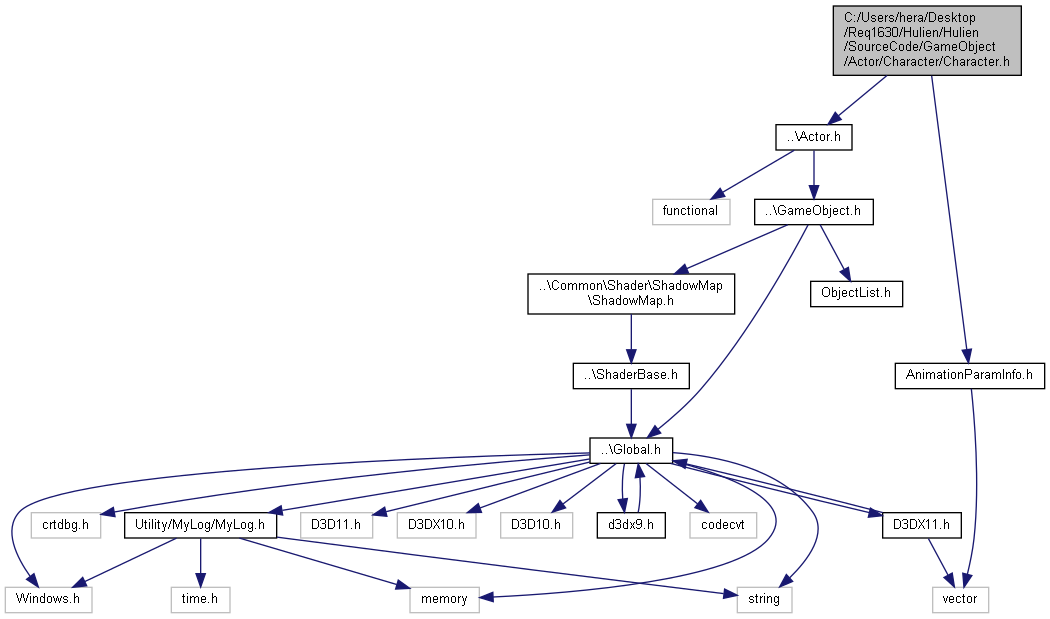 C:/Users/hera/Desktop
/Req1630/Hulien/Hulien
/SourceCode/GameObject
/Actor/Character/Character.h
..\Actor.h
functional
..\GameObject.h
..\Common\Shader\ShadowMap
\ShadowMap.h
ObjectList.h
..\ShaderBase.h
AnimationParamInfo.h
..\Global.h
crtdbg.h
Utility/MyLog/MyLog.h
D3D11.h
D3DX10.h
D3D10.h
d3dx9.h
codecvt
D3DX11.h
Windows.h
time.h
memory
string
vector